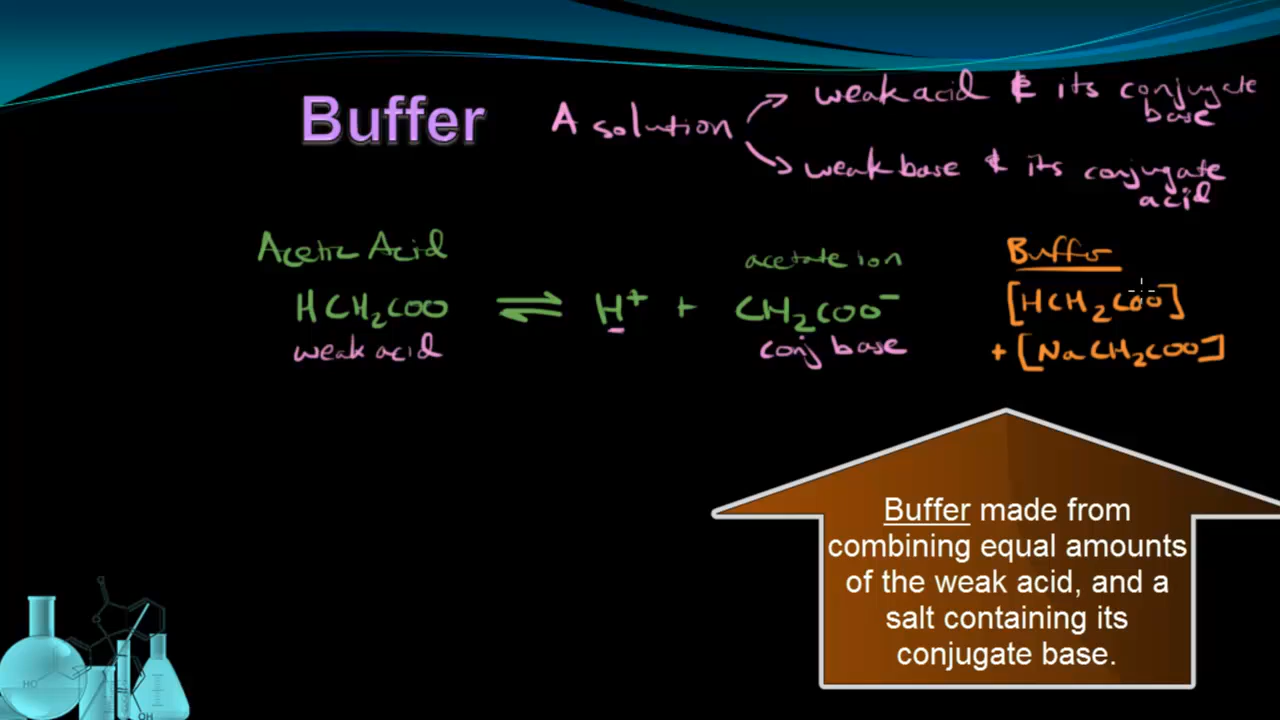 Buffer
A solution
weak acid & its conjugate
base
weak base & its conjugate
acid
Acetic Acid
acetate ion
Buffer
HCH₂COO ⇌ H⁺ + CH₂COO⁻
[HCH₂COO]
weak acid
conj base
+ [NaCH₂COO]
Buffer made from
combining equal amounts
of the weak acid, and a
salt containing its
conjugate base.
HO
OH